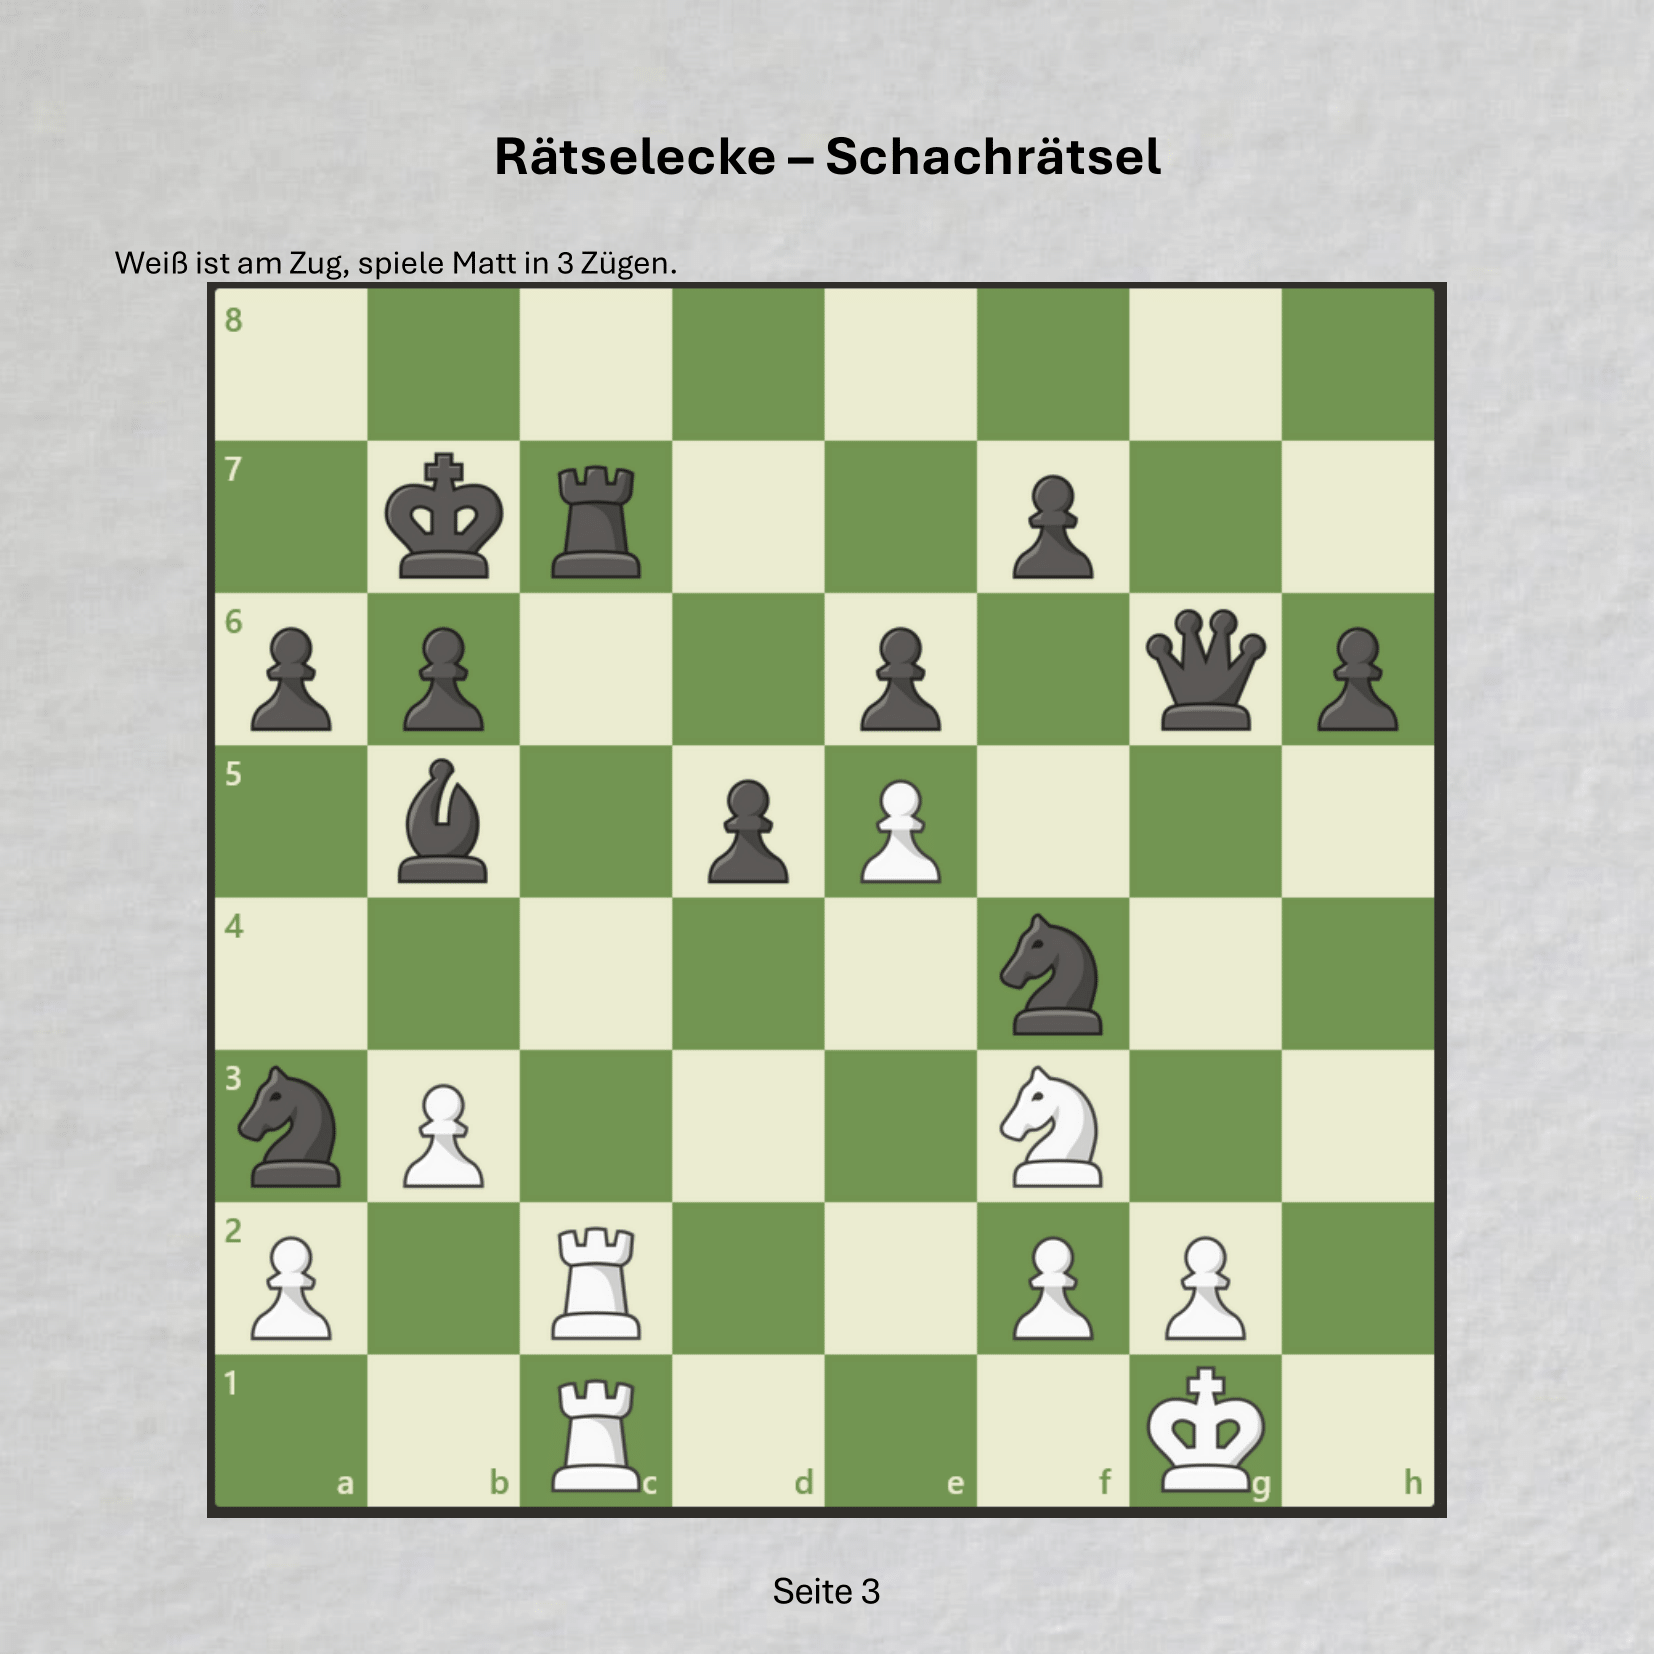 Rätselecke – Schachrätsel
Weiß ist am Zug, spiele Matt in 3 Zügen.
8
7
6
5
4
3
2
1
a b c d e f g h
Seite 3